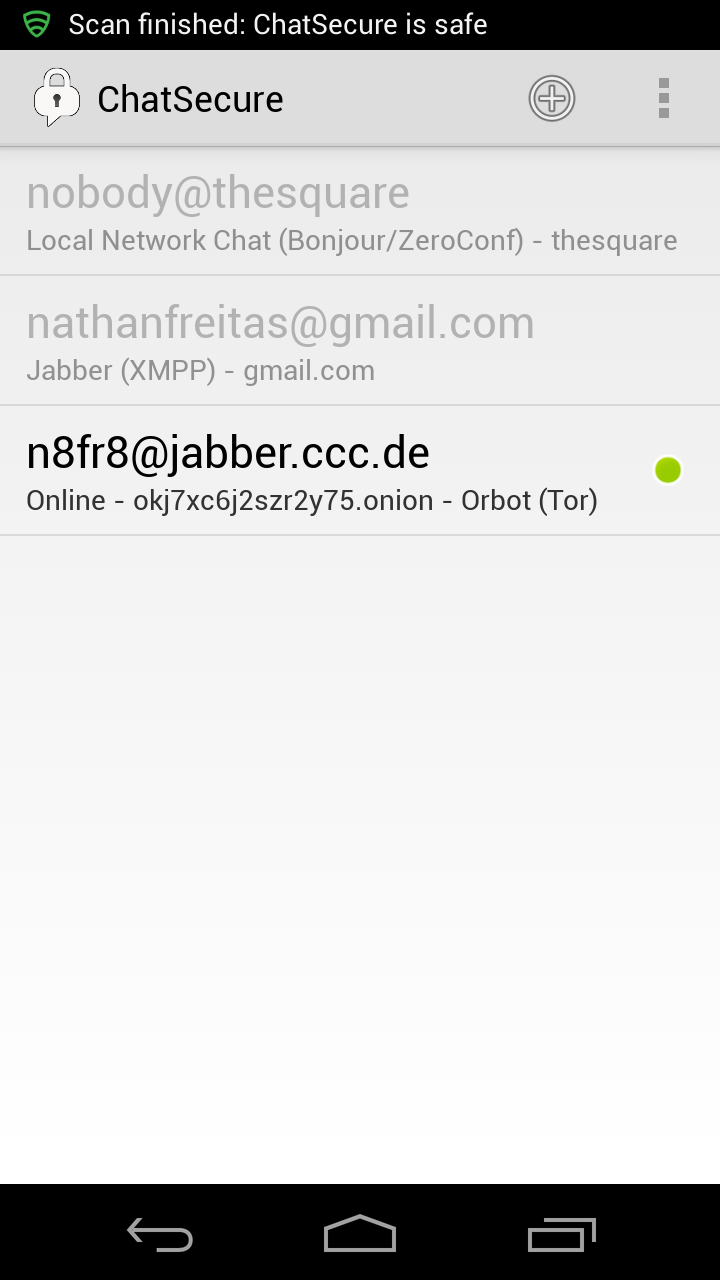 Scan finished: ChatSecure is safe
ChatSecure
nobody@thesquare
Local Network Chat (Bonjour/ZeroConf) - thesquare
nathanfreitas@gmail.com
Jabber (XMPP) - gmail.com
n8fr8@jabber.ccc.de
Online - okj7xc6j2szr2y75.onion - Orbot (Tor)